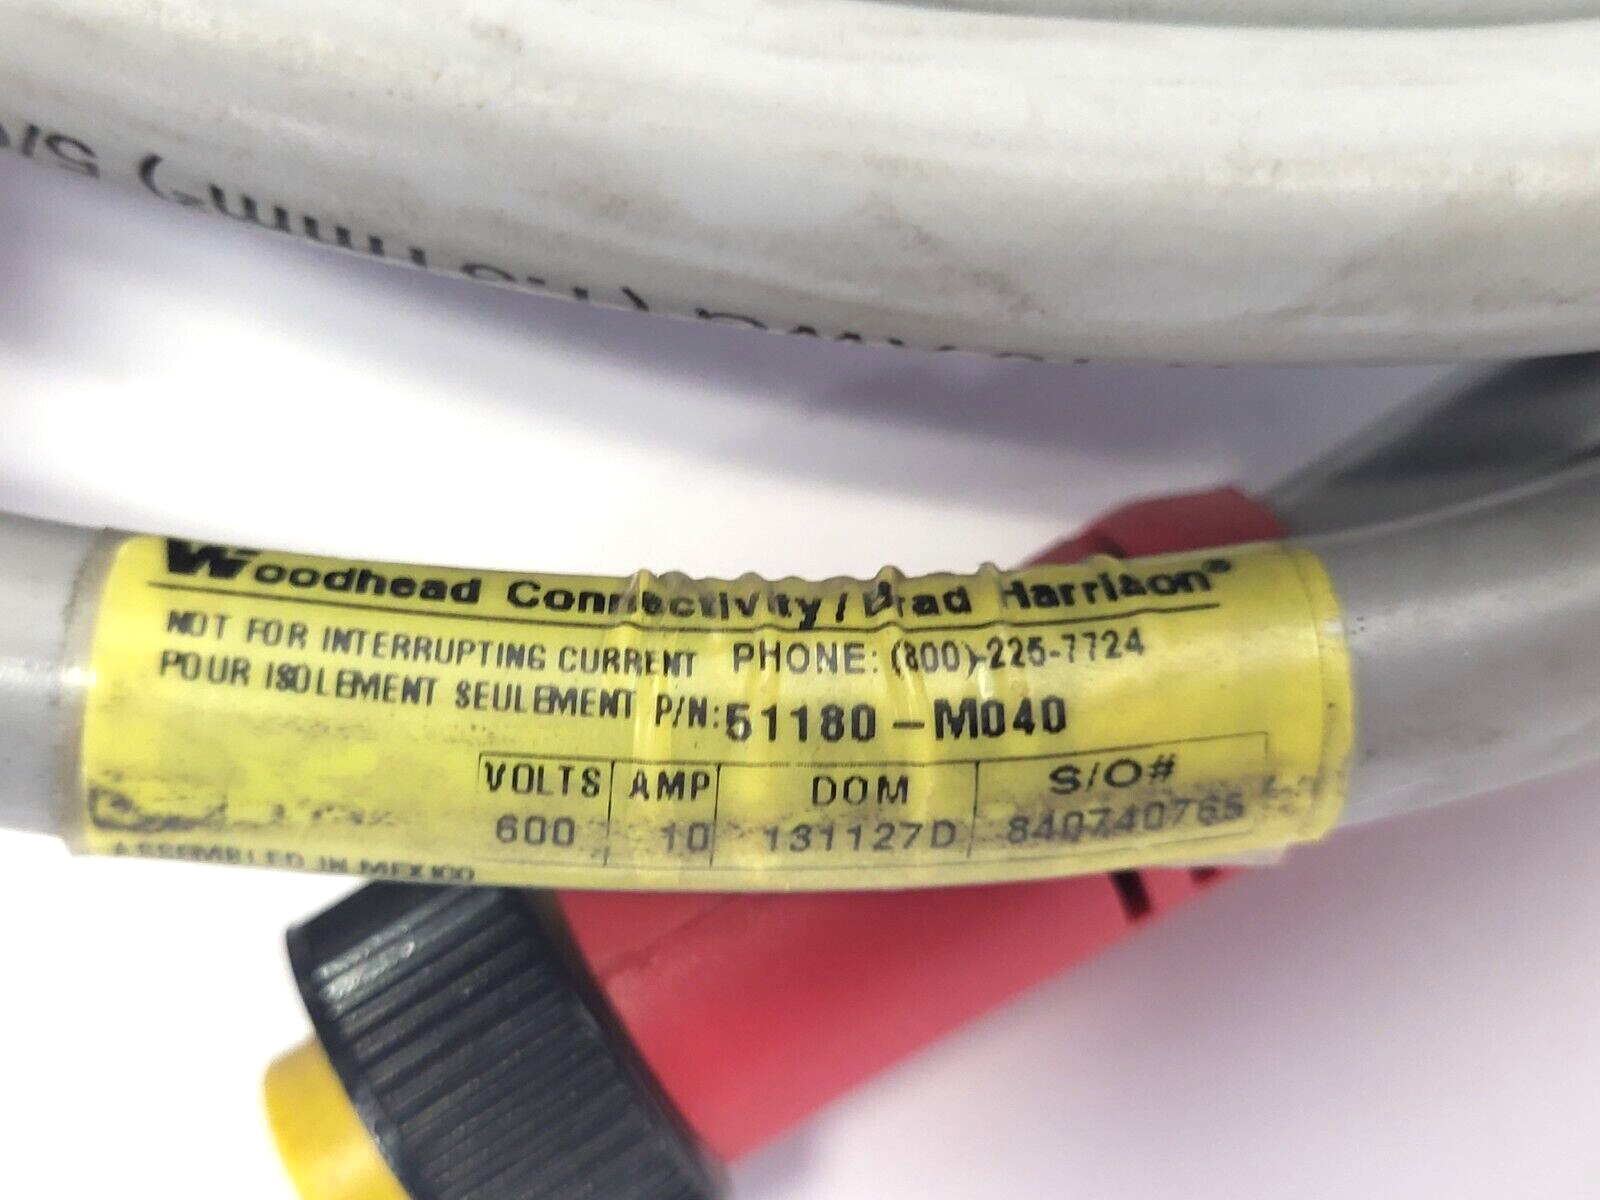 Woodhead Connectivity / Brad Harrison®
NOT FOR INTERRUPTING CURRENT PHONE: (800)-225-7724
POUR ISOLEMENT SEULEMENT P/N: 51180-M040
VOLTS AMP DOM S/O#
600 10 131127D 840740765
ASSEMBLED IN MEXICO